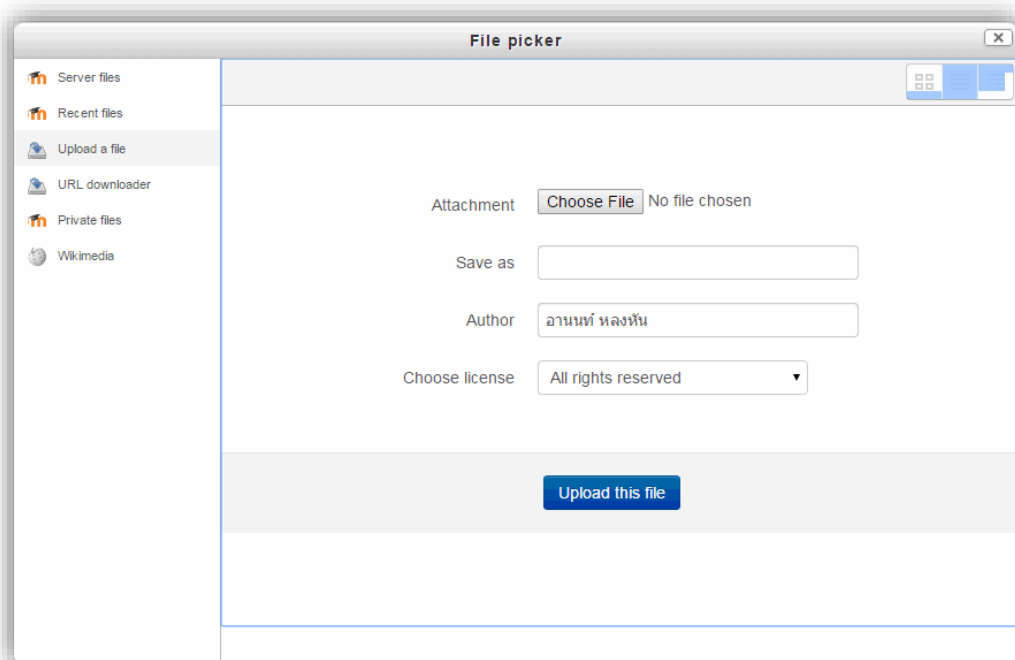 File picker
Server files
Recent files
Upload a file
URL downloader
Private files
Wikimedia
Attachment Choose File No file chosen
Save as
Author อานนท์ หลงหัน
Choose license All rights reserved
Upload this file